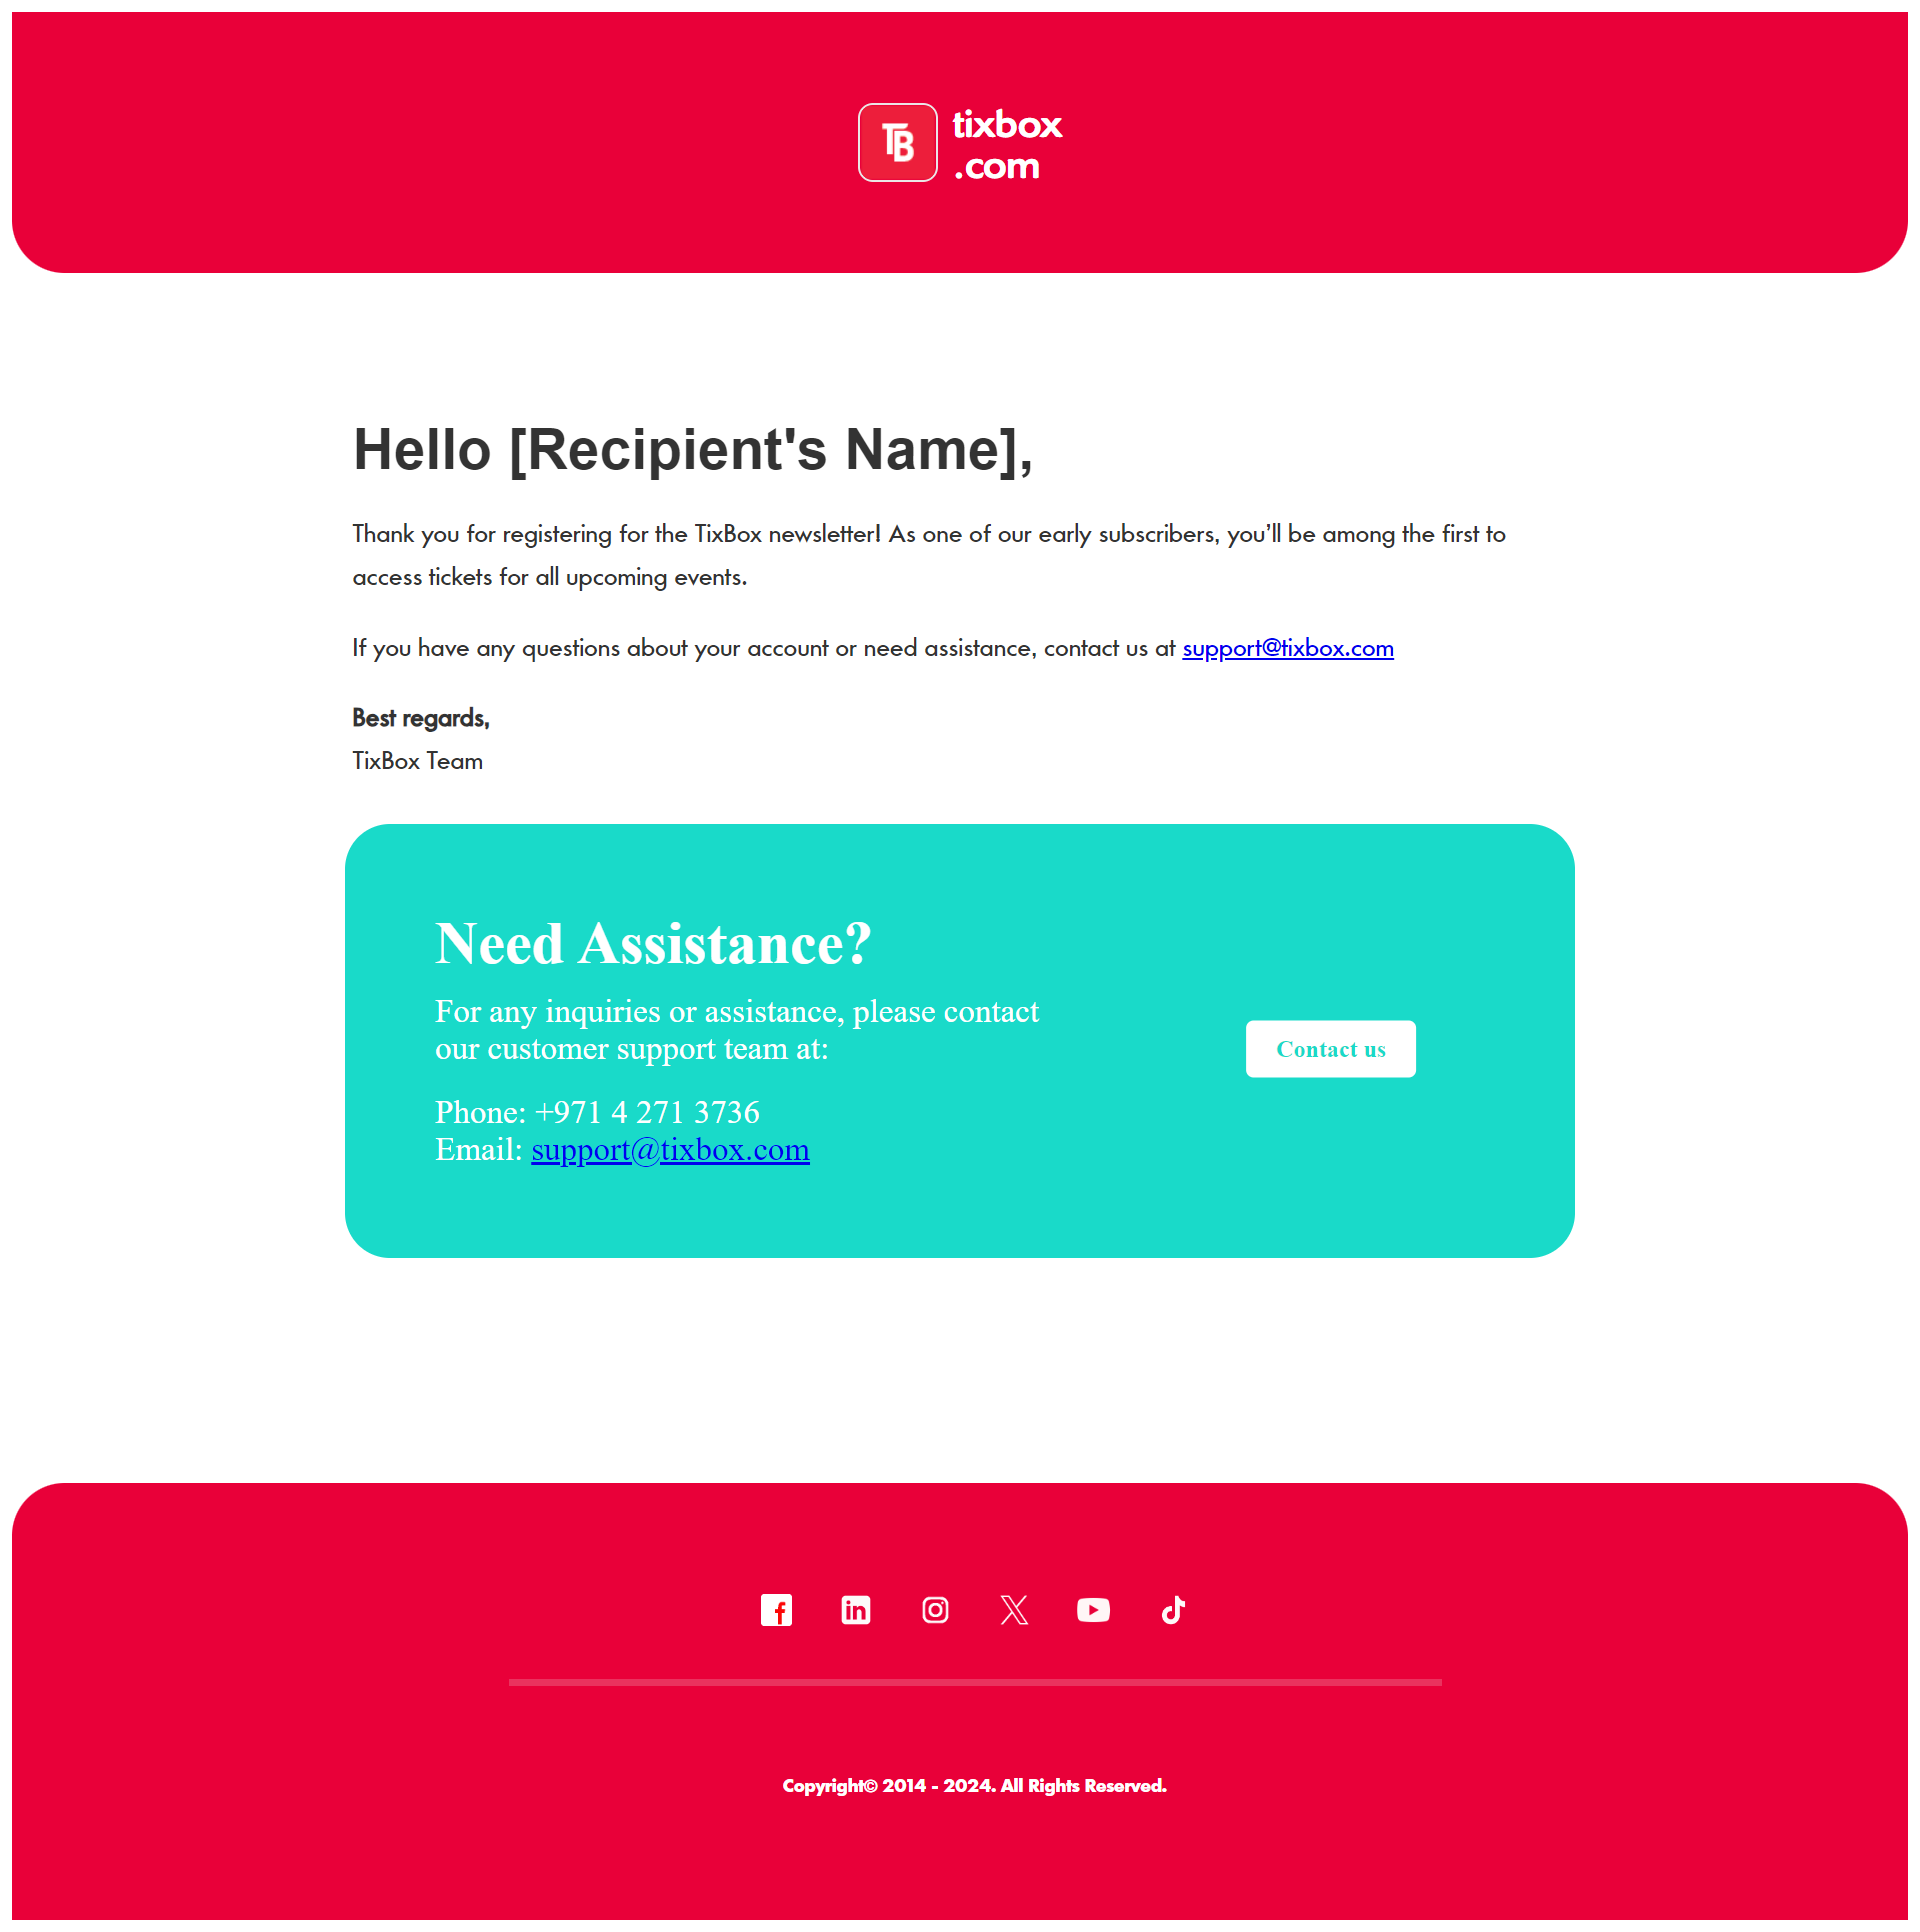 TB
tixbox
.com
Hello [Recipient's Name],
Thank you for registering for the TixBox newsletter! As one of our early subscribers, you’ll be among the first to
access tickets for all upcoming events.
If you have any questions about your account or need assistance, contact us at support@tixbox.com
Best regards,
TixBox Team
Need Assistance?
For any inquiries or assistance, please contact
our customer support team at:
Contact us
Phone: +971 4 271 3736
Email: support@tixbox.com
Copyright© 2014 - 2024. All Rights Reserved.